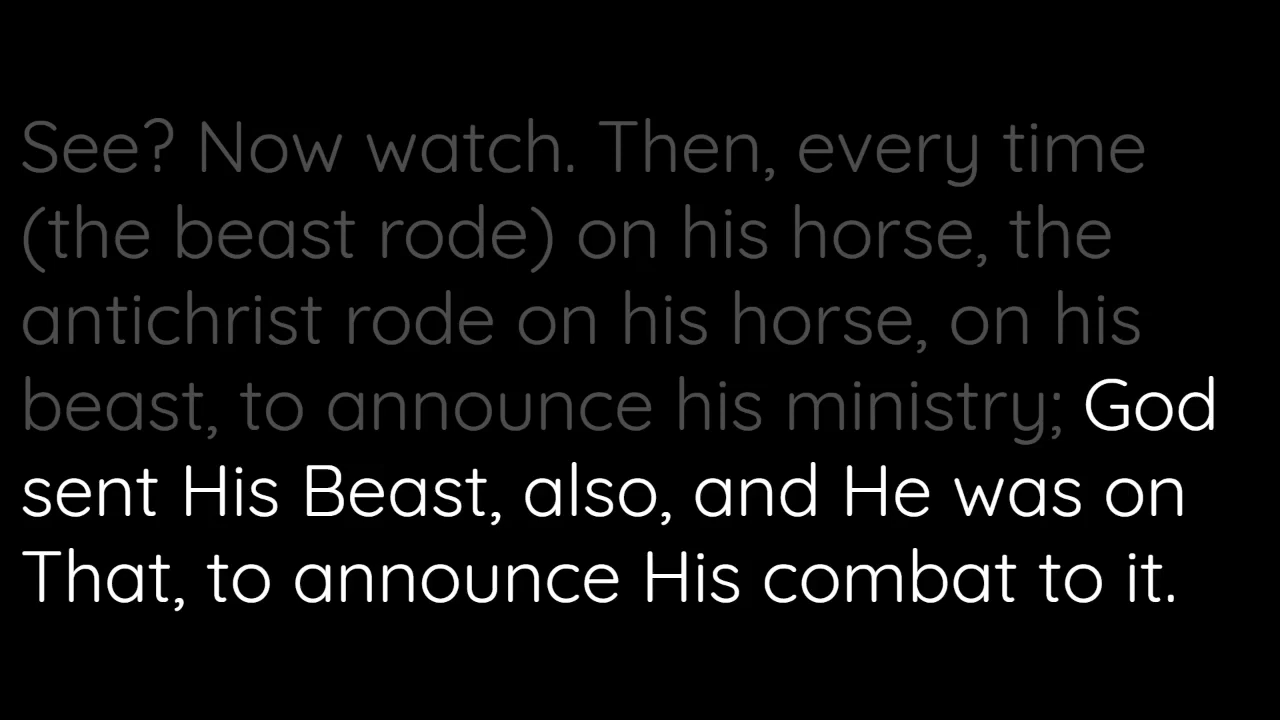 See? Now watch. Then, every time
(the beast rode) on his horse, the
antichrist rode on his horse, on his
beast, to announce his ministry; God
sent His Beast, also, and He was on
That, to announce His combat to it.